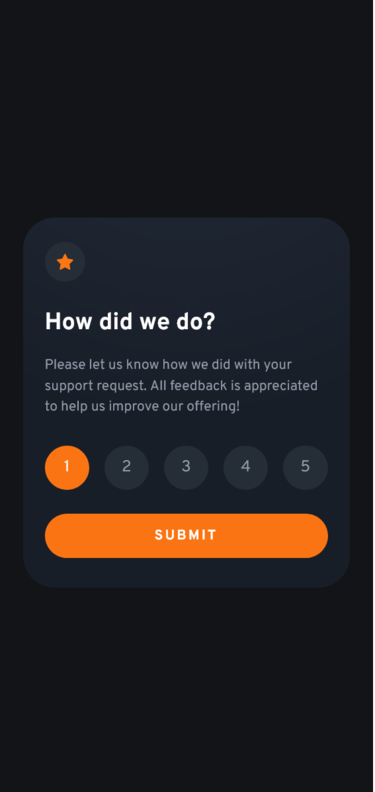 How did we do?
Please let us know how we did with your
support request. All feedback is appreciated
to help us improve our offering!
1 2 3 4 5
SUBMIT